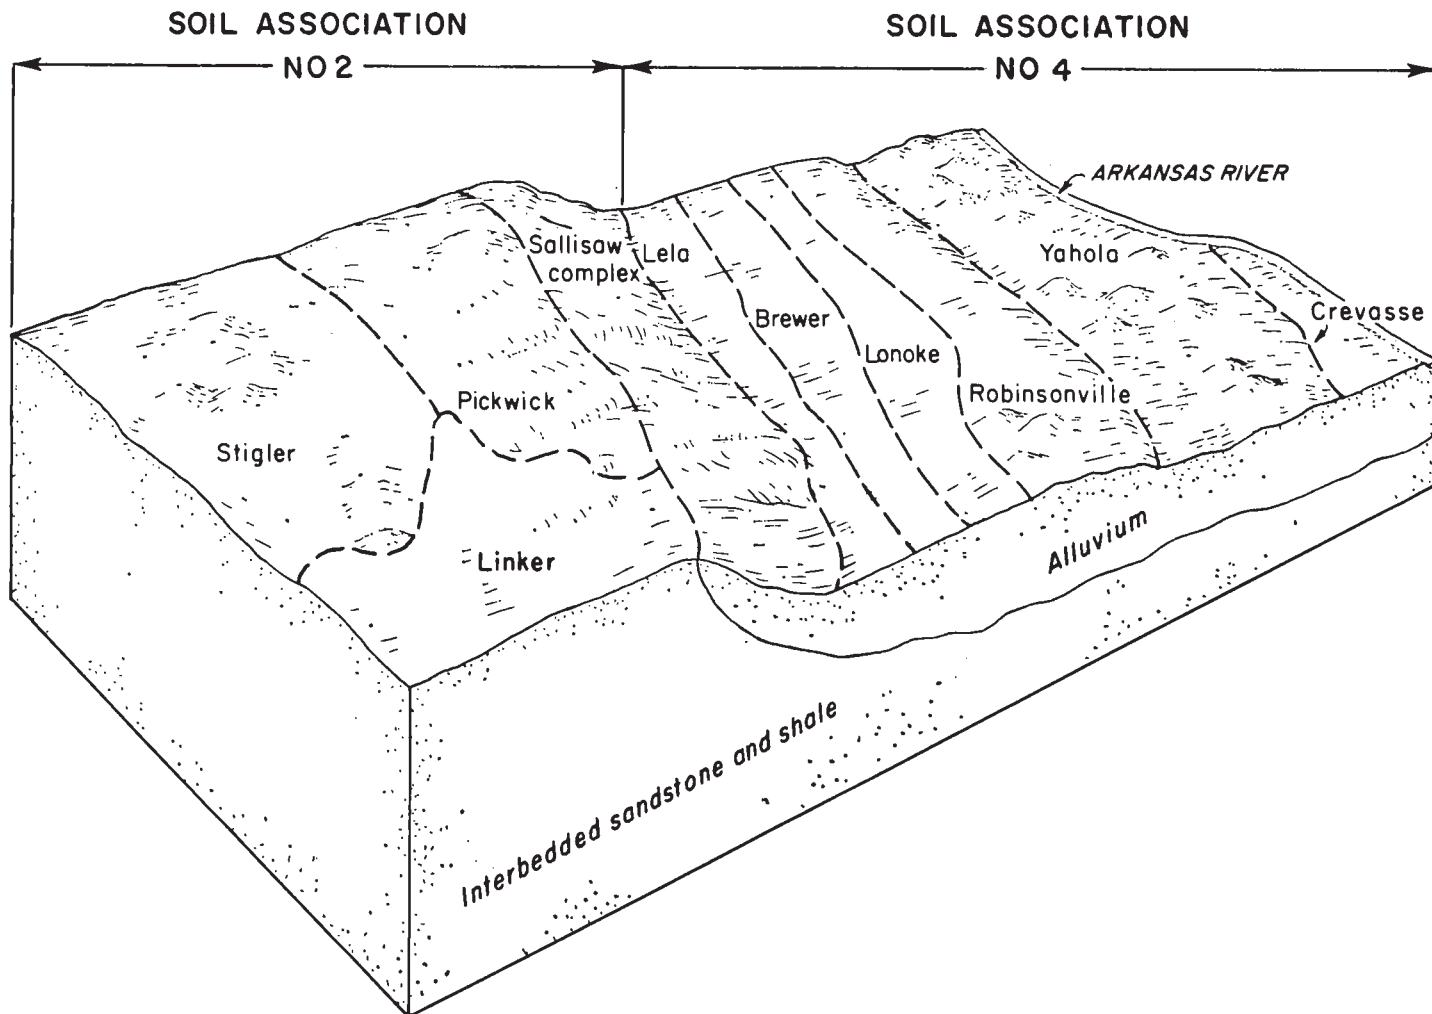 SOIL ASSOCIATION
NO 2
SOIL ASSOCIATION
NO 4
ARKANSAS RIVER
Sallisaw
complex
Lela
Yahola
Brewer
Crevasse
Lonoke
Pickwick
Robinsonville
Stigler
Linker
Alluvium
Interbedded sandstone and shale